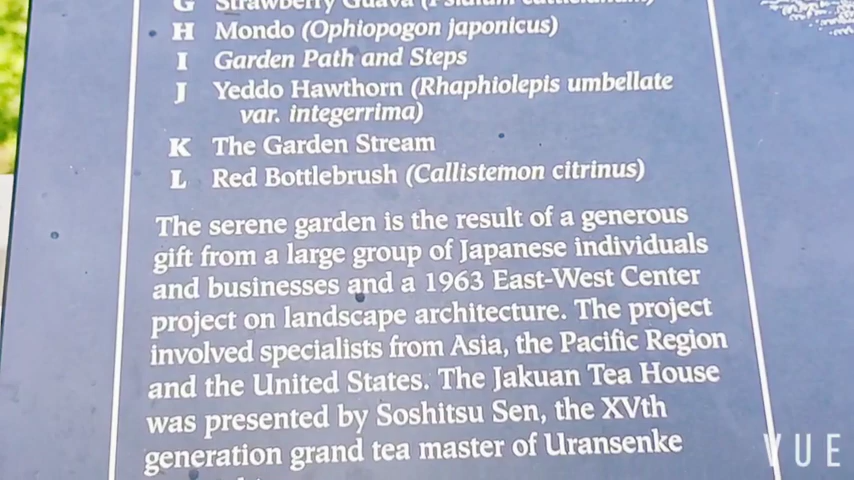 G Strawberry Guava
H Mondo (Ophiopogon japonicus)
I Garden Path and Steps
J Yeddo Hawthorn (Rhaphiolepis umbellate
var. integerrima)
K The Garden Stream
L Red Bottlebrush (Callistemon citrinus)
The serene garden is the result of a generous
gift from a large group of Japanese individuals
and businesses and a 1963 East-West Center
project on landscape architecture. The project
involved specialists from Asia, the Pacific Region
and the United States. The Jakuan Tea House
was presented by Soshitsu Sen, the XVth
generation grand tea master of Uransenke
VUE